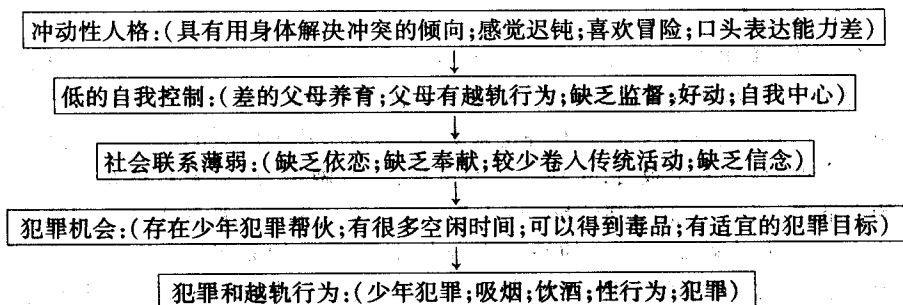 冲动性人格:(具有用身体解决冲突的倾向;感觉迟钝;喜欢冒险;口头表达能力差)
低的自我控制:(差的父母养育;父母有越轨行为;缺乏监督;好动;自我中心)
社会联系薄弱:(缺乏依恋;缺乏奉献;较少卷入传统活动;缺乏信念)
犯罪机会:(存在少年犯罪帮伙;有很多空闲时间;可以得到毒品;有适宜的犯罪目标)
犯罪和越轨行为:(少年犯罪;吸烟;饮酒;性行为;犯罪)